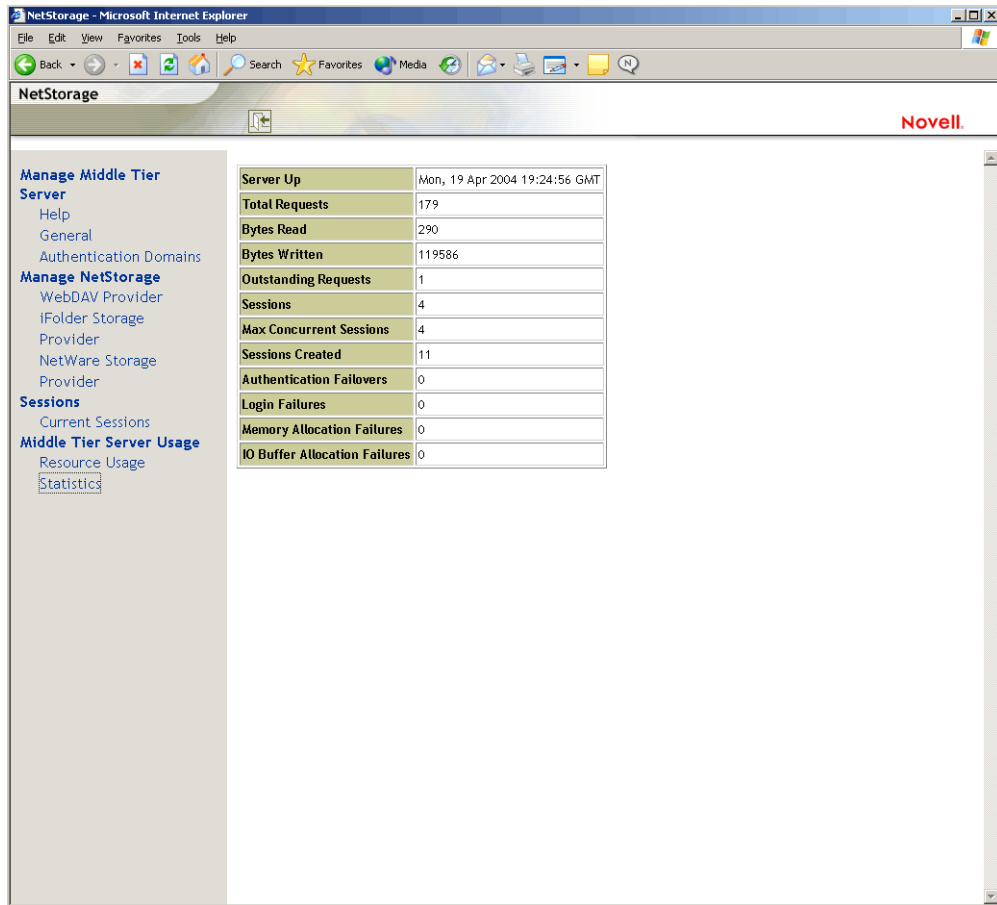 NetStorage - Microsoft Internet Explorer
File Edit View Favorites Tools Help
Back Search Favorites Media
NetStorage
Novell.
Manage Middle Tier
Server
Help
General
Authentication Domains
Manage NetStorage
WebDAV Provider
iFolder Storage
Provider
NetWare Storage
Provider
Sessions
Current Sessions
Middle Tier Server Usage
Resource Usage
Statistics
Server Up Mon, 19 Apr 2004 19:24:56 GMT
Total Requests 179
Bytes Read 290
Bytes Written 119586
Outstanding Requests 1
Sessions 4
Max Concurrent Sessions 4
Sessions Created 11
Authentication Failovers 0
Login Failures 0
Memory Allocation Failures 0
IO Buffer Allocation Failures 0